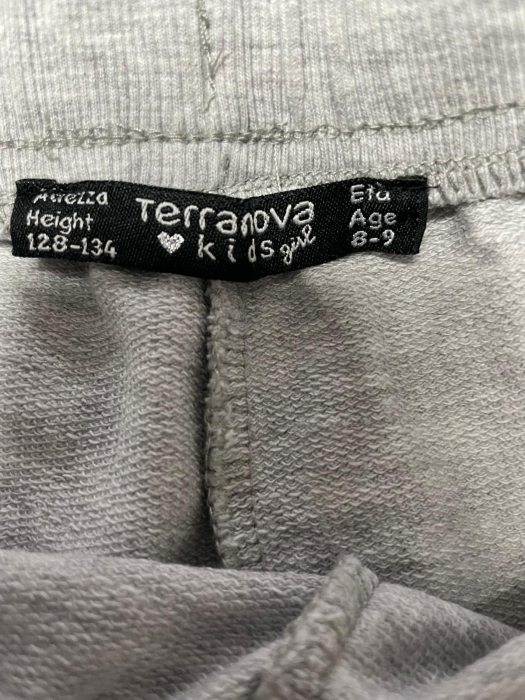 Altezza
Height
128-134
Terranova
kids girl
Età
Age
8-9